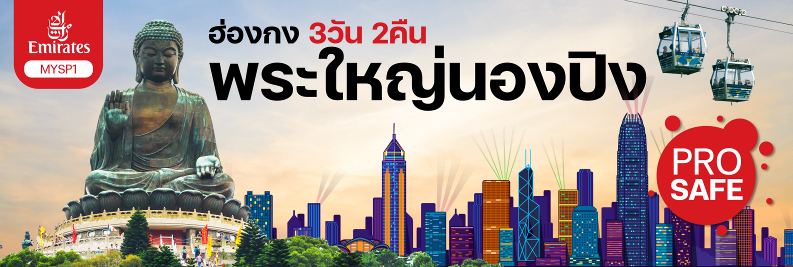 Emirates
MYSP1
ฮ่องกง 3วัน 2คืน
พระใหญ่นองปิง
PRO
SAFE